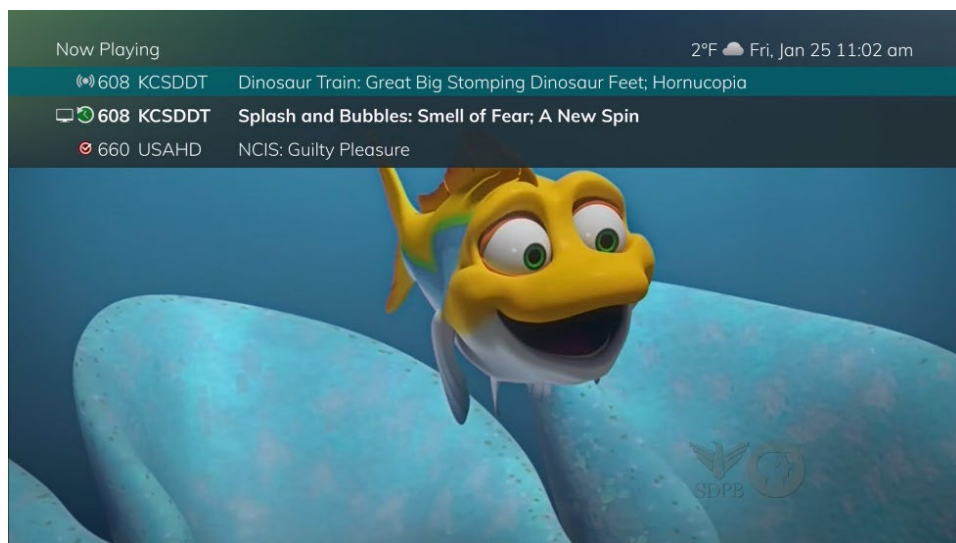 Now Playing 2°F Fri, Jan 25 11:02 am
608 KCSDDT Dinosaur Train: Great Big Stomping Dinosaur Feet; Hornucopia
608 KCSDDT Splash and Bubbles: Smell of Fear; A New Spin
660 USAHD NCIS: Guilty Pleasure
SDPB